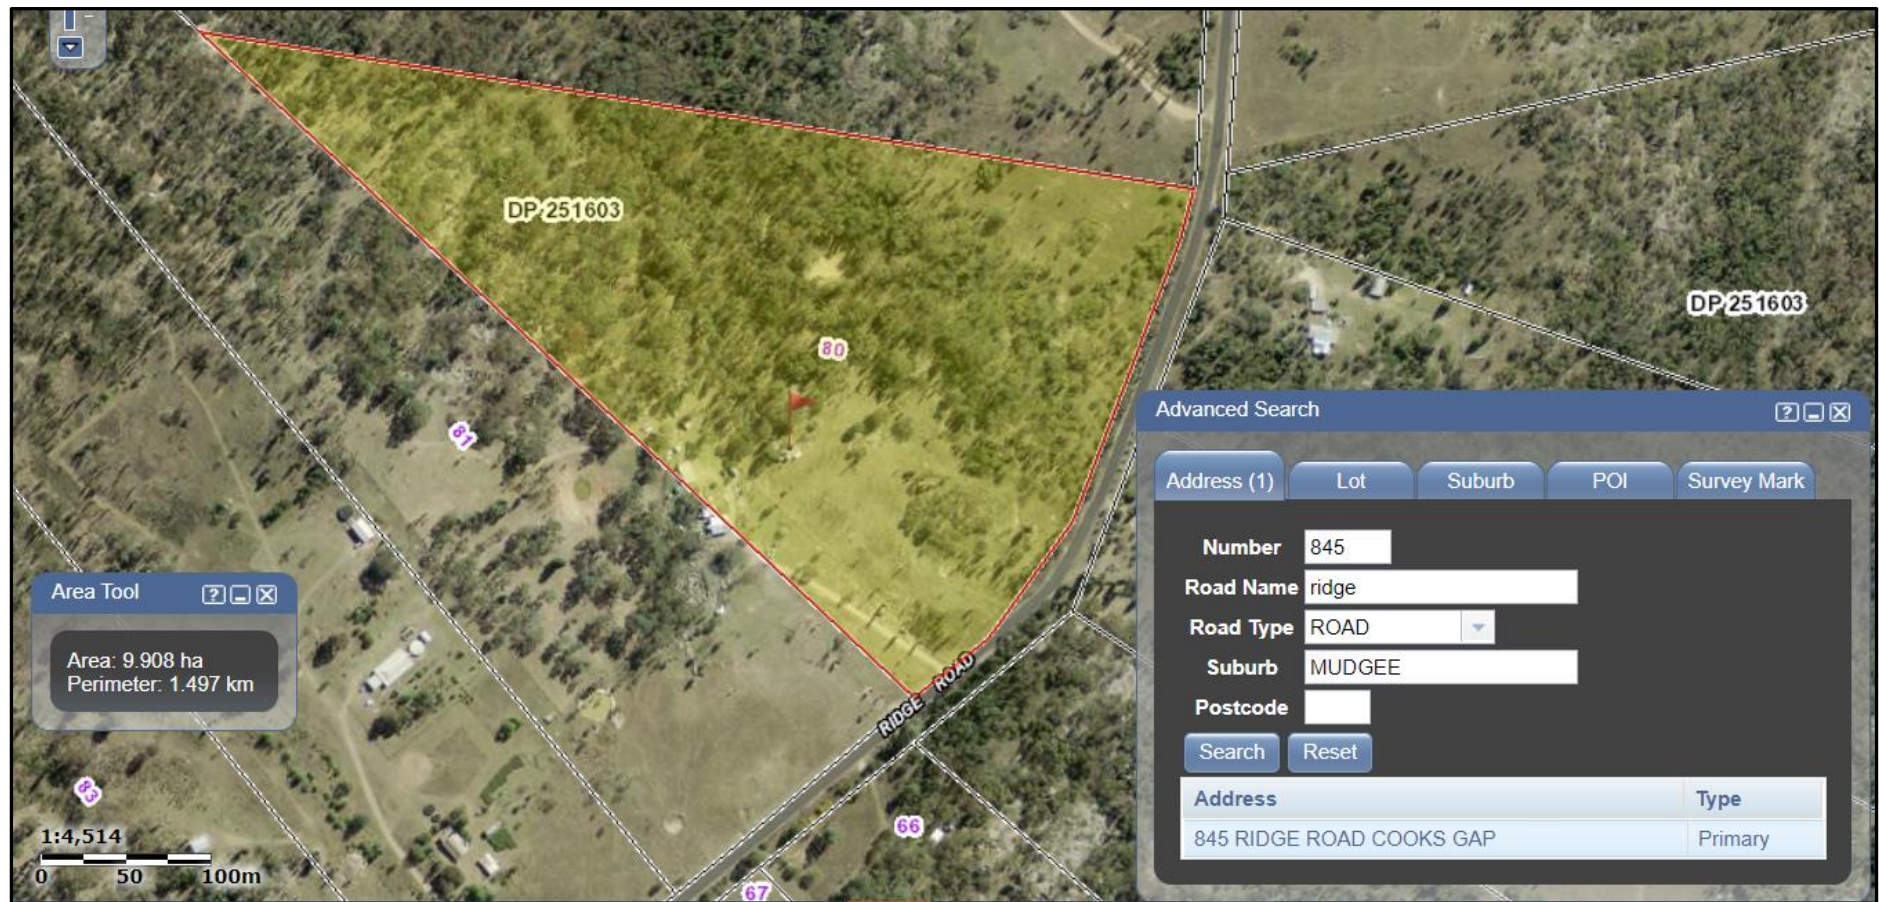 DP 251603
80
81
83
66
67
DP 251603
RIDGE ROAD
Area Tool
Area: 9.908 ha
Perimeter: 1.497 km
1:4,514
0 50 100m
Advanced Search
Address (1) Lot Suburb POI Survey Mark
Number 845
Road Name ridge
Road Type ROAD
Suburb MUDGEE
Postcode
Search Reset
Address Type
845 RIDGE ROAD COOKS GAP Primary